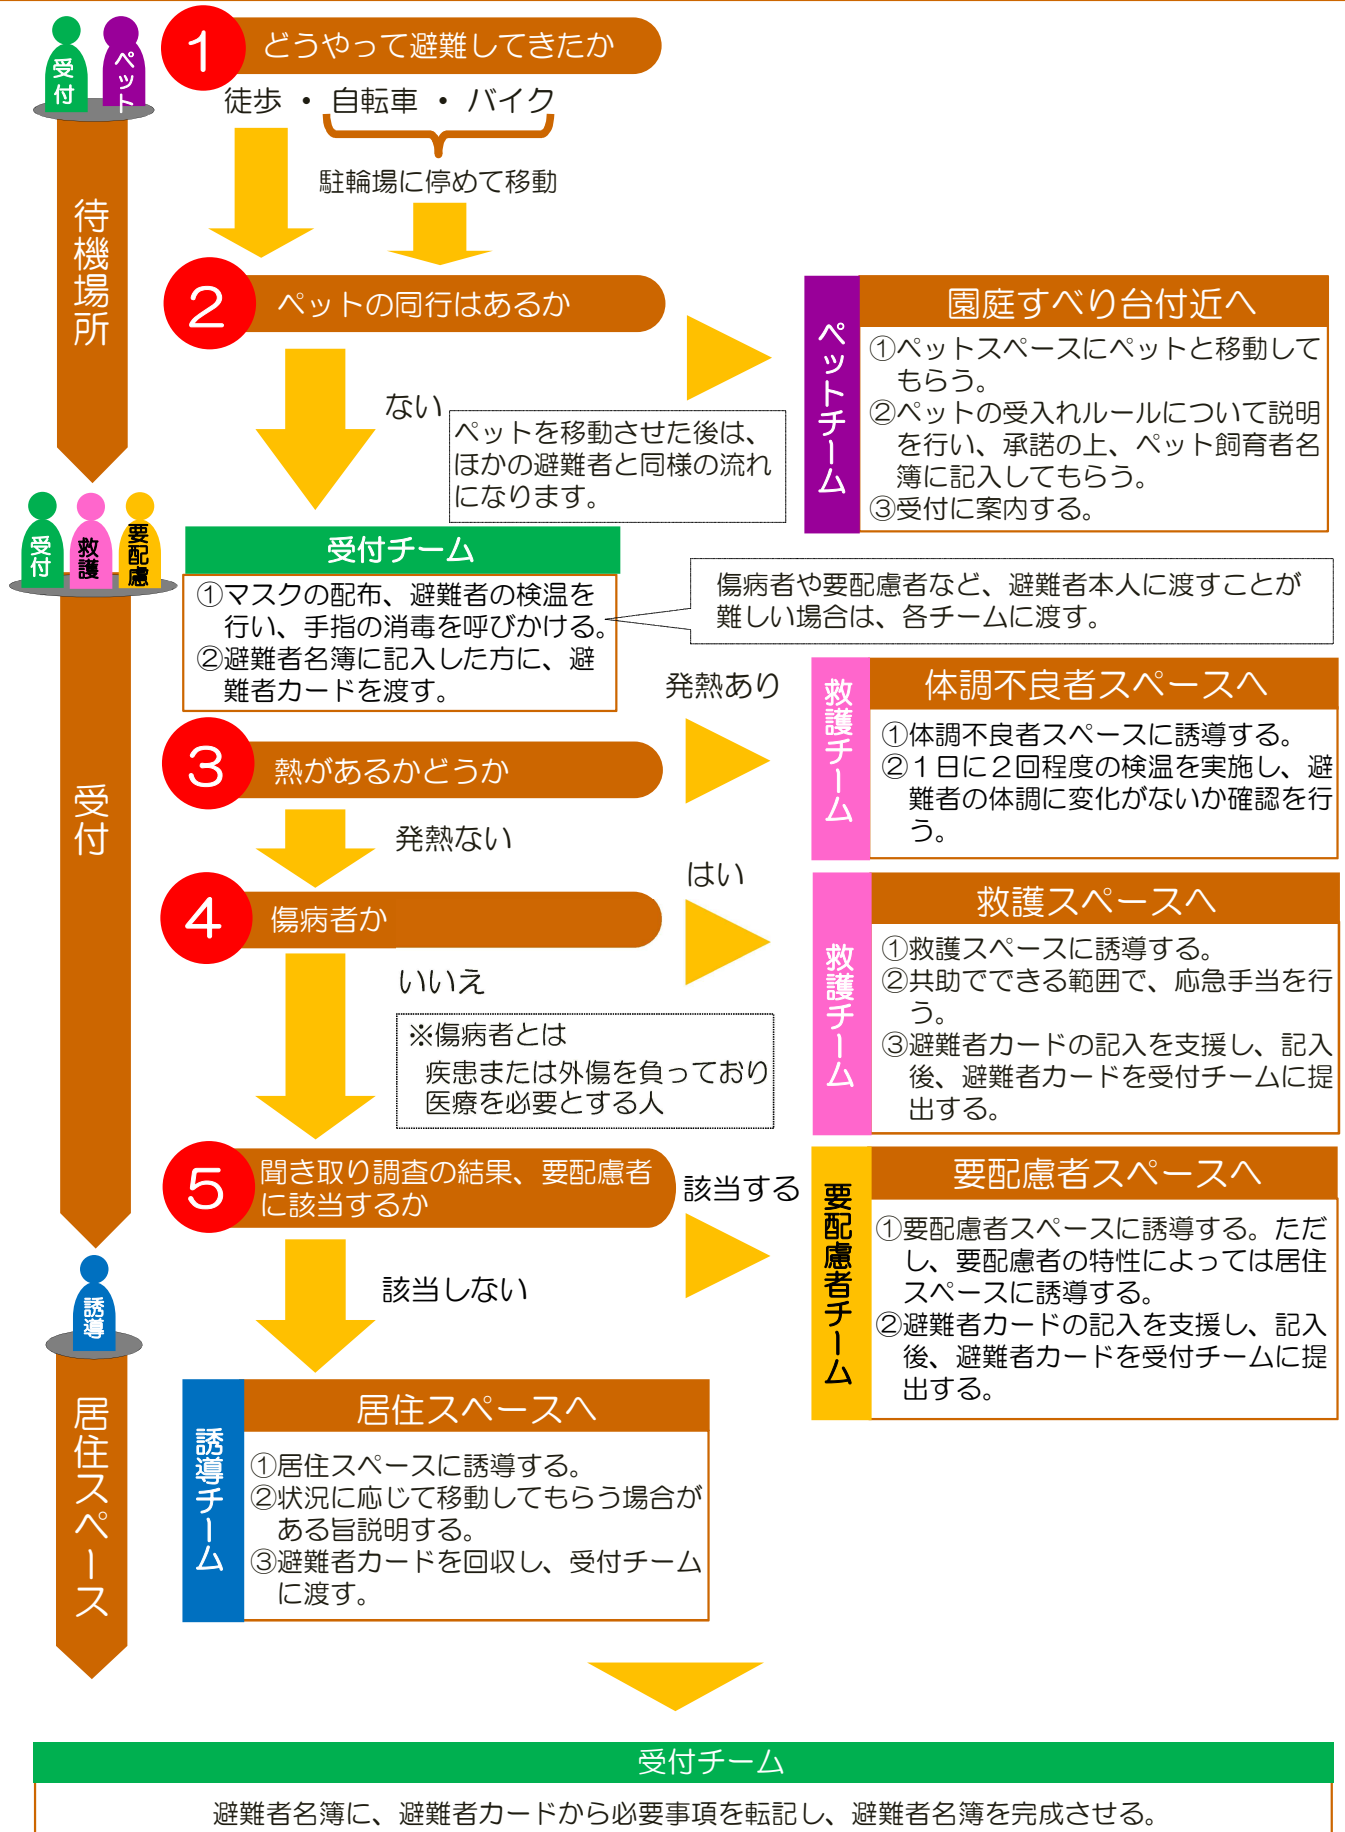 受付
ペット
1 どうやって避難してきたか
徒歩 ・ 自転車 ・ バイク
駐輪場に停めて移動
待機場所
2 ペットの同行はあるか
ない
ペットを移動させた後は、
ほかの避難者と同様の流れ
になります。
ペットチーム
園庭すべり台付近へ
①ペットスペースにペットと移動して
もらう。
②ペットの受入れルールについて説明
を行い、承諾の上、ペット飼育者名
簿に記入してもらう。
③受付に案内する。
受付
救護
要配慮
受付チーム
①マスクの配布、避難者の検温を
行い、手指の消毒を呼びかける。
②避難者名簿に記入した方に、避
難者カードを渡す。
傷病者や要配慮者など、避難者本人に渡すことが
難しい場合は、各チームに渡す。
受付
3 熱があるかどうか
発熱あり
発熱ない
救護チーム
体調不良者スペースへ
①体調不良者スペースに誘導する。
②1日に2回程度の検温を実施し、避
難者の体調に変化がないか確認を行
う。
4 傷病者か
はい
いいえ
※傷病者とは
疾患または外傷を負っており
医療を必要とする人
救護チーム
救護スペースへ
①救護スペースに誘導する。
②共助でできる範囲で、応急手当を行
う。
③避難者カードの記入を支援し、記入
後、避難者カードを受付チームに提
出する。
5 聞き取り調査の結果、要配慮者
に該当するか
該当する
該当しない
要配慮者チーム
要配慮者スペースへ
①要配慮者スペースに誘導する。ただ
し、要配慮者の特性によっては居住
スペースに誘導する。
②避難者カードの記入を支援し、記入
後、避難者カードを受付チームに提
出する。
誘導
居住スペース
誘導チーム
居住スペースへ
①居住スペースに誘導する。
②状況に応じて移動してもらう場合が
ある旨説明する。
③避難者カードを回収し、受付チーム
に渡す。
受付チーム
避難者名簿に、避難者カードから必要事項を転記し、避難者名簿を完成させる。